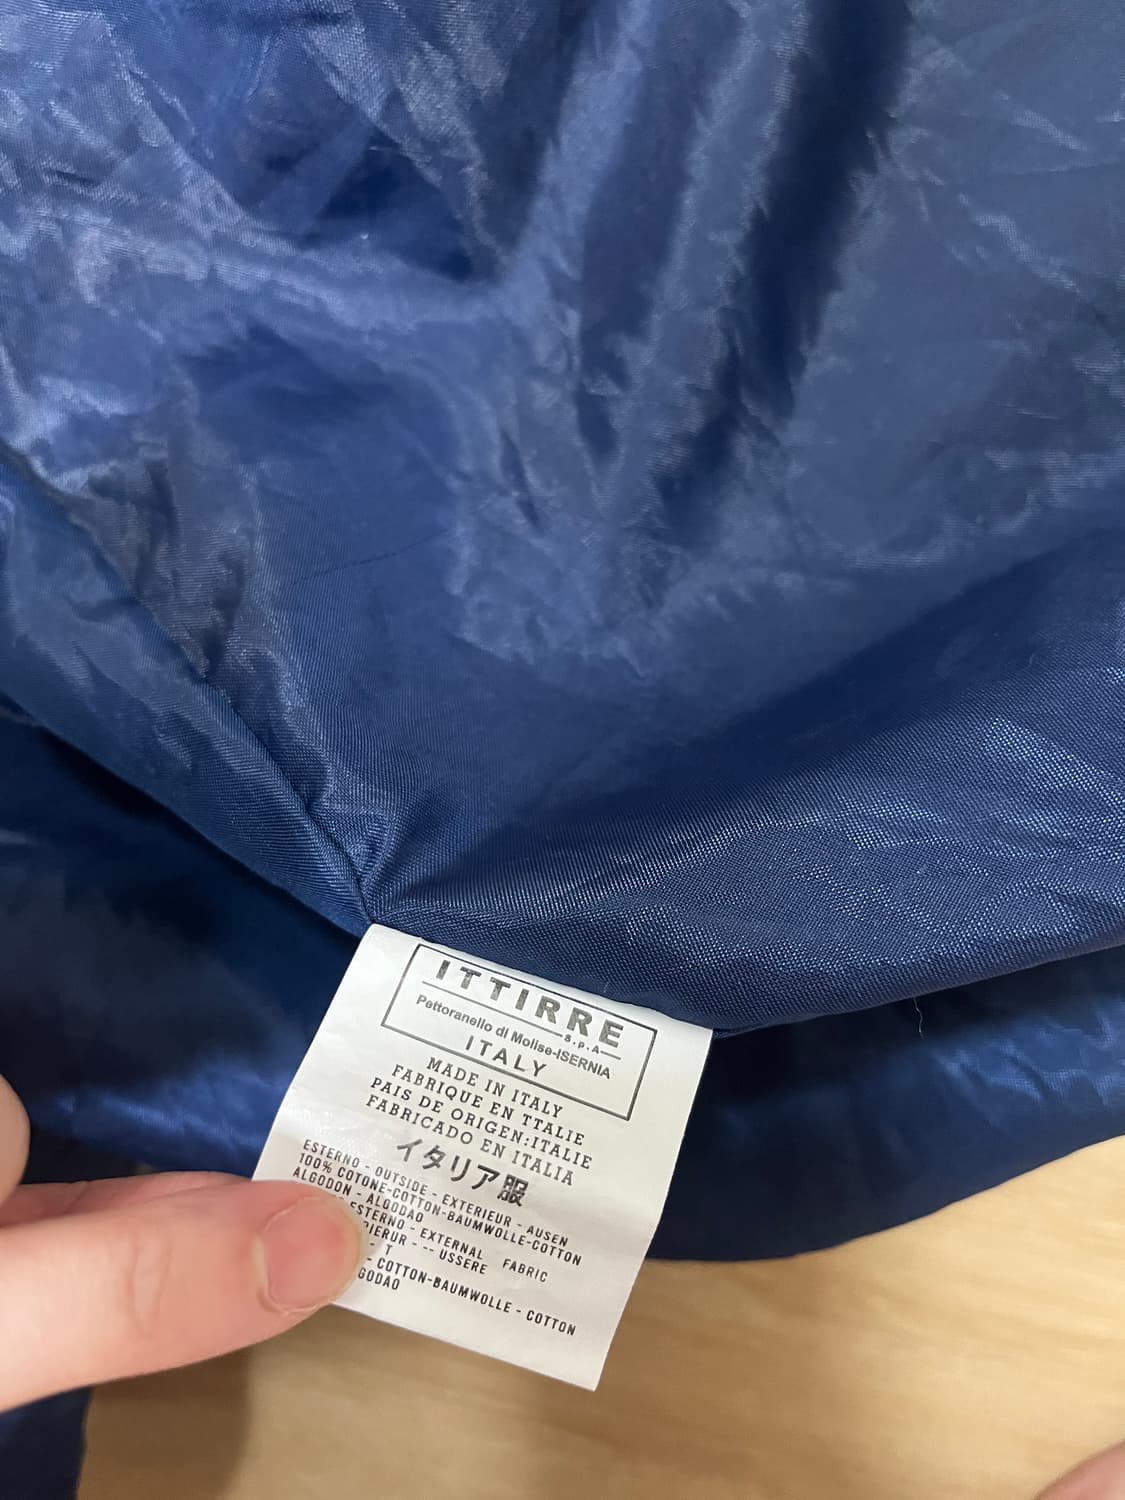 ITTIRRE
S.P.A
Pettoranello di Molise-ISERNIA
ITALY
MADE IN ITALY
FABRIQUE EN TTALIE
PAIS DE ORIGEN:ITALIE
FABRICADO EN ITALIA
イタリア服
ESTERNO - OUTSIDE - EXTERIEUR - AUSEN
100% COTONE-COTTON-BAUMWOLLE-COTTON
ALGODON - ALGODAO
ESTERNO - EXTERNAL FABRIC
- -- USSERE
- T
- COTTON-BAUMWOLLE - COTTON